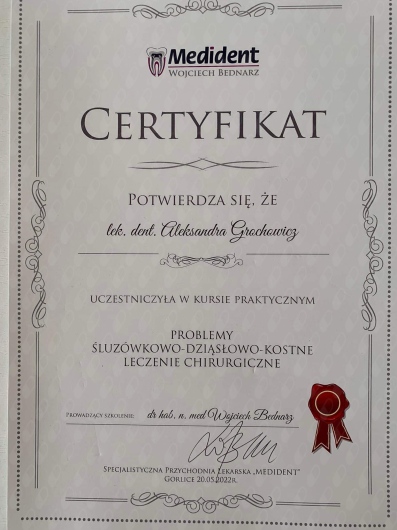 Medident
WOJCIECH BEDNARZ
CERTYFIKAT
POTWIERDZA SIĘ, ŻE
lek. dent. Aleksandra Grochowicz
UCZESTNICZYŁA W KURSIE PRAKTYCZNYM
PROBLEMY
ŚLUZÓWKOWO-DZIĄSŁOWO-KOSTNE
LECZENIE CHIRURGICZNE
PROWADZĄCY SZKOLENIE: dr hab. n. med Wojciech Bednarz
SPECJALISTYCZNA PRZYCHODNIA LEKARSKA „MEDIDENT”
GORLICE 20.05.2022r.